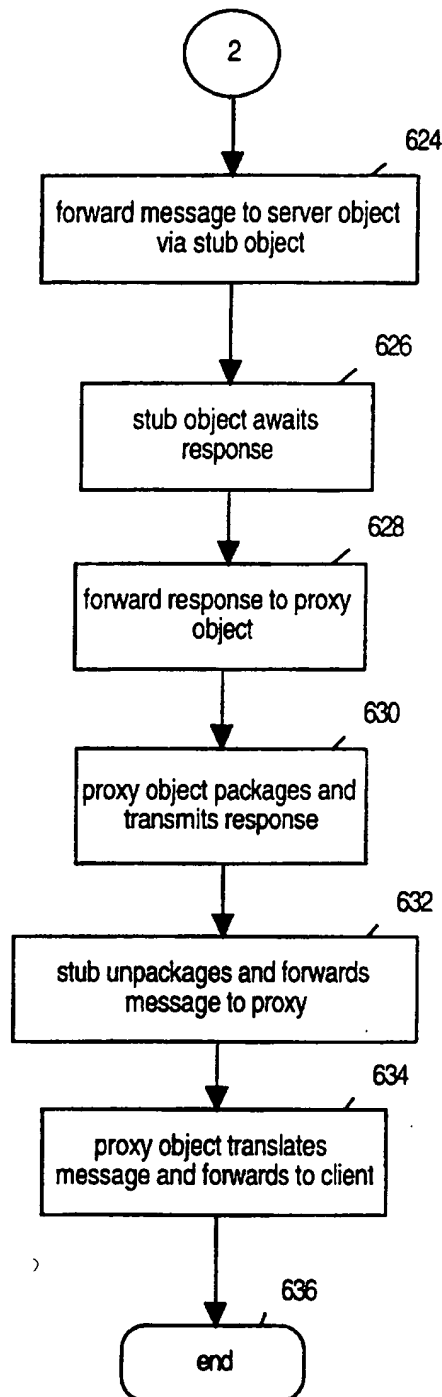 2
624
forward message to server object
via stub object
626
stub object awaits
response
628
forward response to proxy
object
630
proxy object packages and
transmits response
632
stub unpackages and forwards
message to proxy
634
proxy object translates
message and forwards to client
636
end